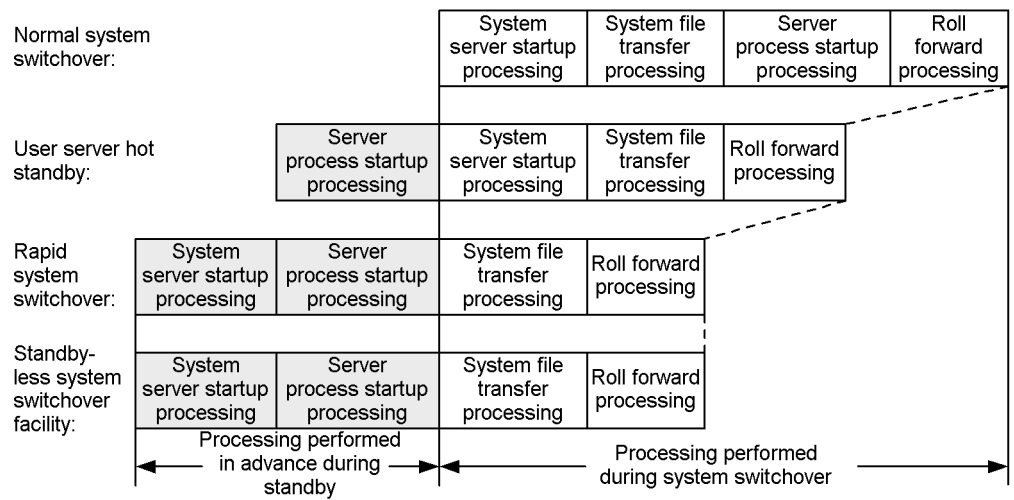 Normal system
switchover:
System
server startup
processing
System file
transfer
processing
Server
process startup
processing
Roll
forward
processing
User server hot
standby:
Server
process startup
processing
System
server startup
processing
System file
transfer
processing
Roll forward
processing
Rapid
system
switchover:
System
server startup
processing
Server
process startup
processing
System file
transfer
processing
Roll forward
processing
Standby-
less system
switchover
facility:
System
server startup
processing
Server
process startup
processing
System file
transfer
processing
Roll forward
processing
Processing performed
in advance during
standby
Processing performed
during system switchover